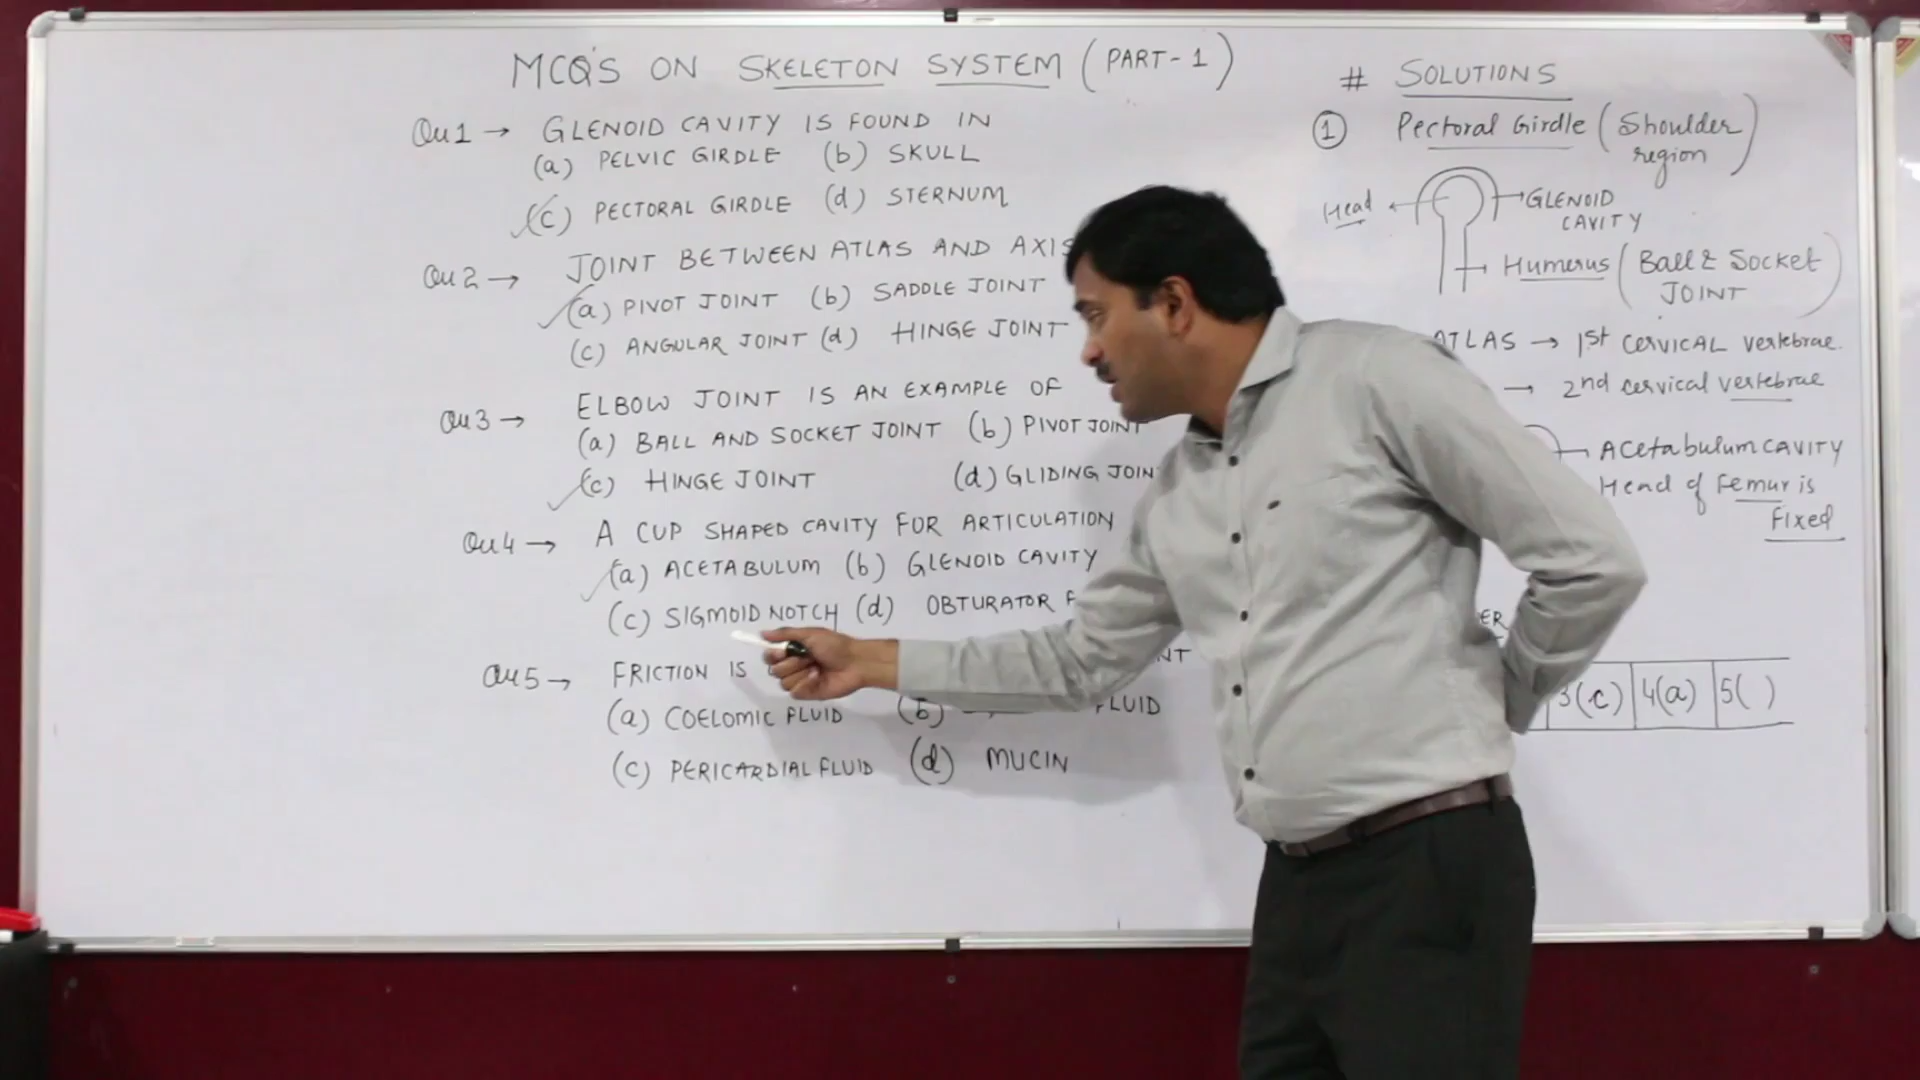 MCQ'S ON SKELETON SYSTEM (PART-1)
Qu1 → GLENOID CAVITY IS FOUND IN
(a) PELVIC GIRDLE (b) SKULL
(c) PECTORAL GIRDLE (d) STERNUM
Qu2 → JOINT BETWEEN ATLAS AND AXIS
(a) PIVOT JOINT (b) SADDLE JOINT
(c) ANGULAR JOINT (d) HINGE JOINT
Qu3 → ELBOW JOINT IS AN EXAMPLE OF
(a) BALL AND SOCKET JOINT (b) PIVOT JOINT
(c) HINGE JOINT (d) GLIDING JOIN
Qu4 → A CUP SHAPED CAVITY FOR ARTICULATION
(a) ACETABULUM (b) GLENOID CAVITY
(c) SIGMOID NOTCH (d) OBTURATOR F
Qu5 → FRICTION IS
(a) COELOMIC FLUID (b) FLUID
(c) PERICARDIAL FLUID (d) MUCIN
# SOLUTIONS
① Pectoral Girdle (Shoulder
region)
Head GLENOID
CAVITY
Humerus (Ball & Socket
JOINT)
ATLAS → 1st CERVICAL vertebrae.
→ 2nd cervical vertebrae
Acetabulum CAVITY
Head of Femur is
Fixed
3(c) 4(a) 5( )